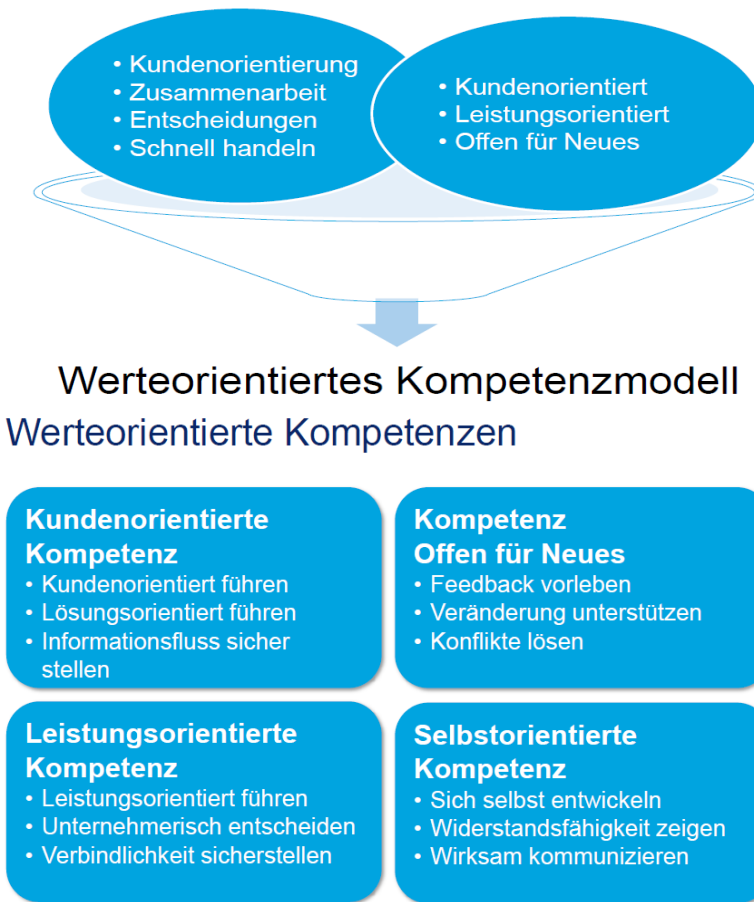 • Kundenorientierung
• Zusammenarbeit
• Entscheidungen
• Schnell handeln
• Kundenorientiert
• Leistungsorientiert
• Offen für Neues
Werteorientiertes Kompetenzmodell
Werteorientierte Kompetenzen
Kundenorientierte
Kompetenz
• Kundenorientiert führen
• Lösungsorientiert führen
• Informationsfluss sicher
stellen
Kompetenz
Offen für Neues
• Feedback vorleben
• Veränderung unterstützen
• Konflikte lösen
Leistungsorientierte
Kompetenz
• Leistungsorientiert führen
• Unternehmerisch entscheiden
• Verbindlichkeit sicherstellen
Selbstorientierte
Kompetenz
• Sich selbst entwickeln
• Widerstandsfähigkeit zeigen
• Wirksam kommunizieren